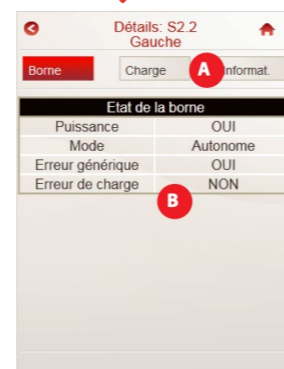 Détails: S2.2
Gauche
Borne Charge A Informat.
Etat de la borne
Puissance OUI
Mode Autonome
Erreur générique OUI
Erreur de charge NON
B